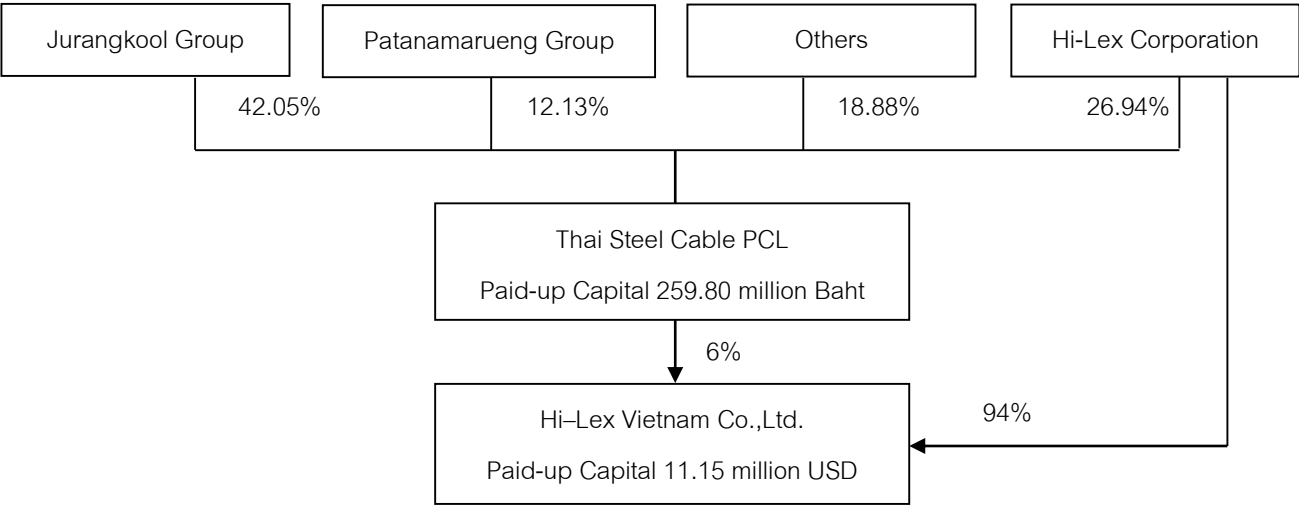 Jurangkool Group
Patanamarueng Group
Others
Hi-Lex Corporation
42.05%
12.13%
18.88%
26.94%
Thai Steel Cable PCL
Paid-up Capital 259.80 million Baht
6%
Hi–Lex Vietnam Co.,Ltd.
94%
Paid-up Capital 11.15 million USD